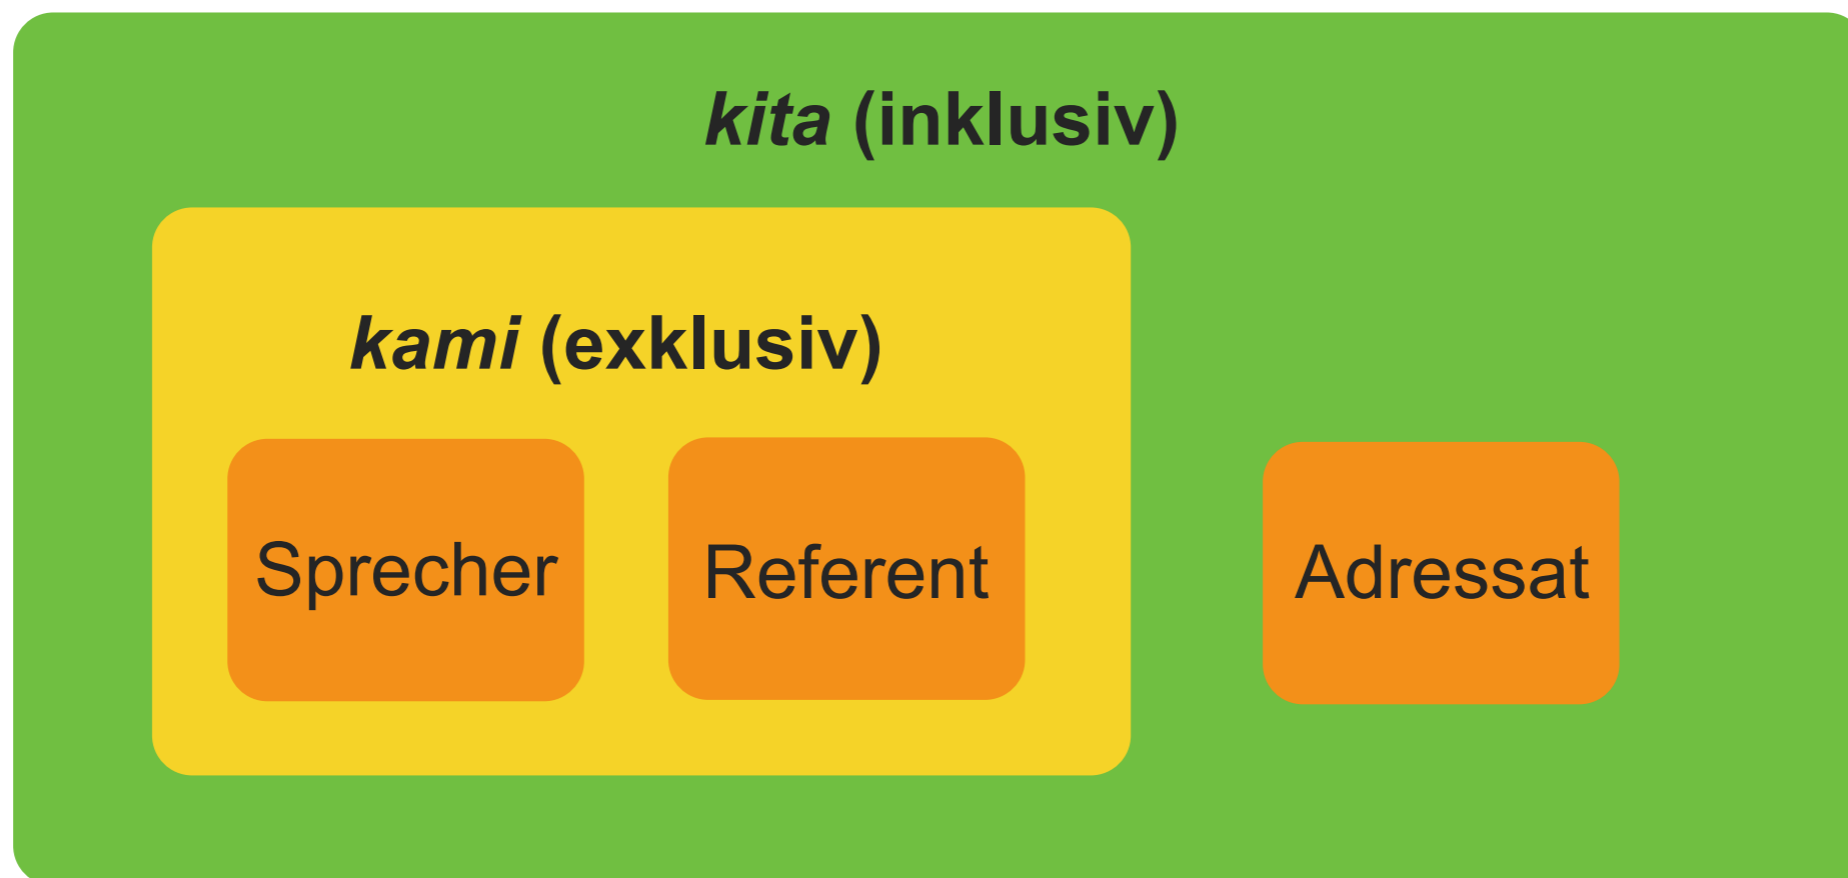 kita (inklusiv)
kami (exklusiv)
Sprecher
Referent
Adressat